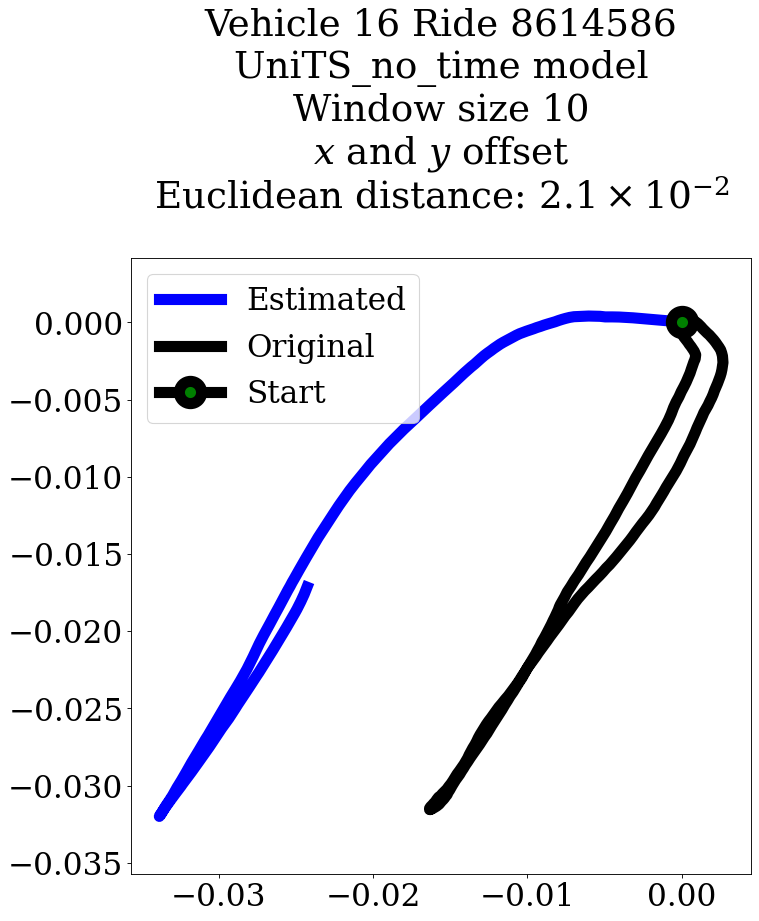 Vehicle 16 Ride 8614586
UniTS_no_time model
Window size 10
x and y offset
Euclidean distance: 2.1 × 10⁻²
Estimated
Original
Start
0.000
−0.005
−0.010
−0.015
−0.020
−0.025
−0.030
−0.035
−0.03
−0.02
−0.01
0.00